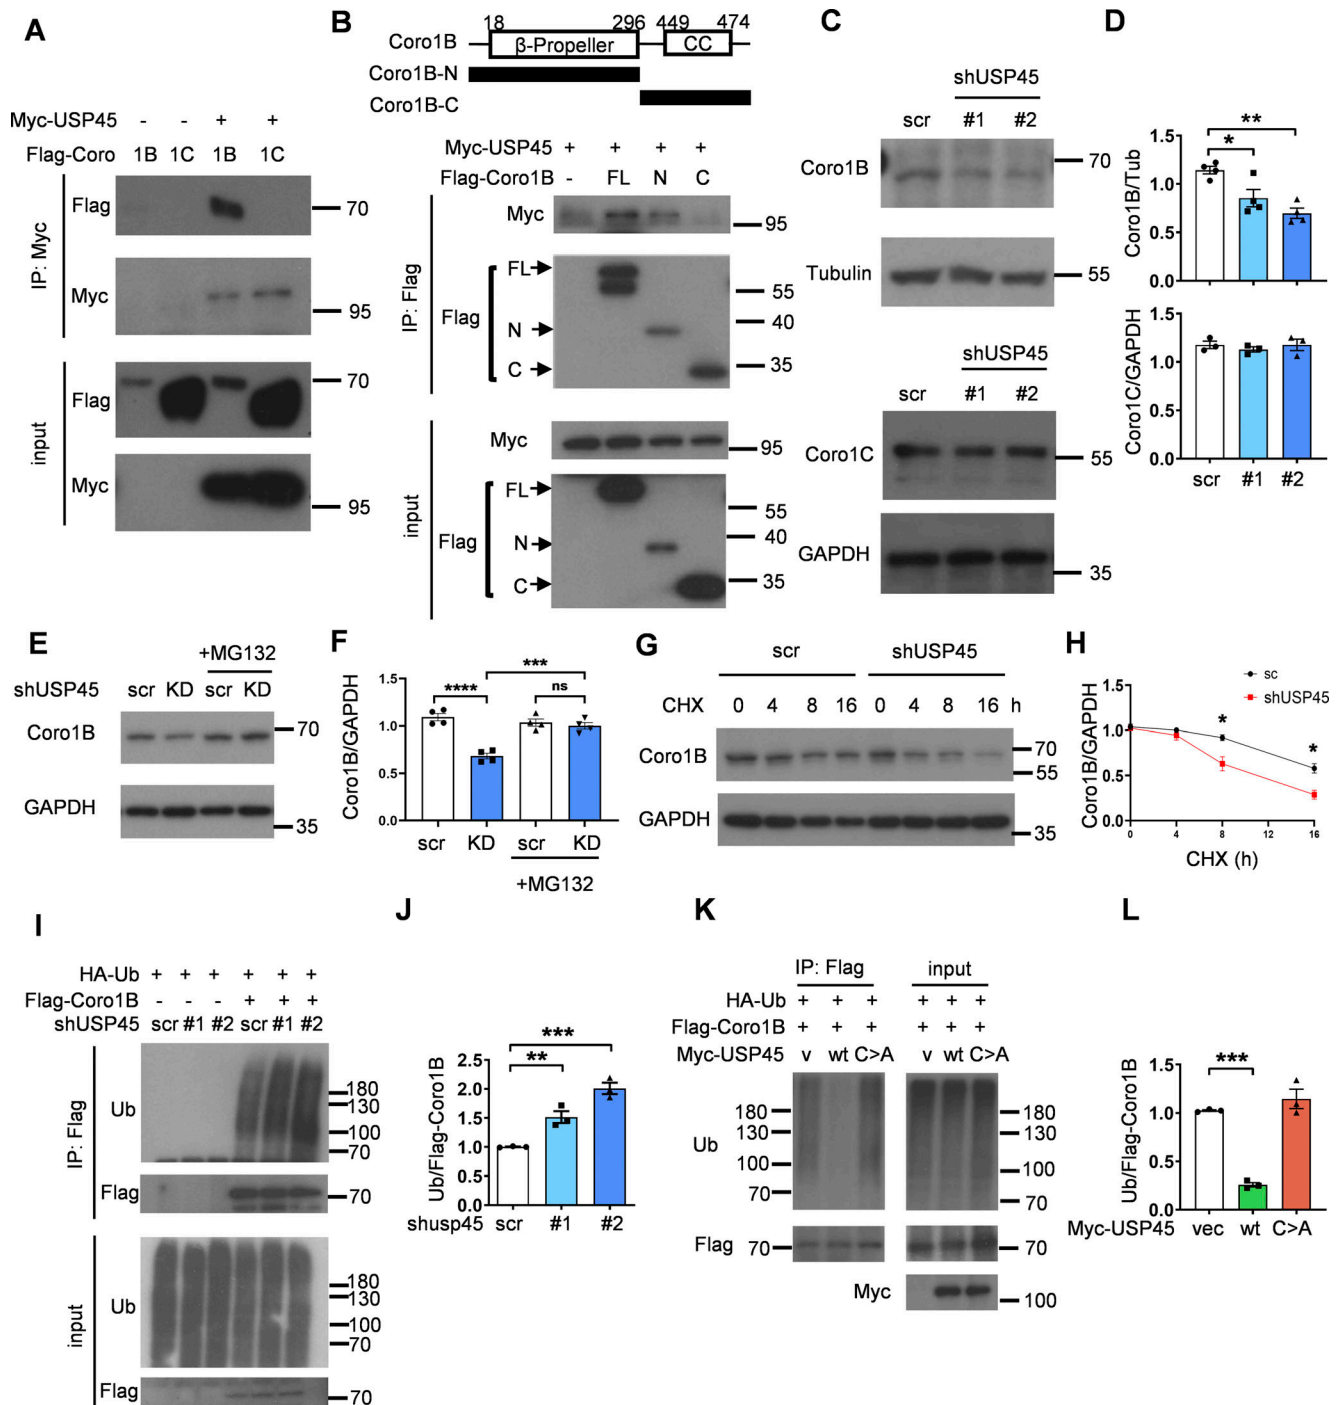 A
Myc-USP45 - - + +
Flag-Coro 1B 1C 1B 1C
IP: Myc
Flag
70
Myc
95
input
Flag
70
Myc
95
B
18 296 449 474
Coro1B β-Propeller CC
Coro1B-N
Coro1B-C
Myc-USP45 + + + +
Flag-Coro1B - FL N C
IP: Flag
Myc
95
Flag
FL
55
40
N
35
C
input
Myc
95
Flag
FL
55
N
40
C
35
C
shUSP45
scr #1 #2
Coro1B
70
Tubulin
55
shUSP45
scr #1 #2
Coro1C
55
GAPDH
35
D
Coro1B/Tub
1.5
1.0
0.5
0.0
* **
Coro1C/GAPDH
1.5
1.0
0.5
0.0
scr #1 #2
E
+MG132
shUSP45 scr KD scr KD
Coro1B
70
GAPDH
35
F
Coro1B/GAPDH
1.5
1.0
0.5
0.0
**** *** ns
scr KD scr KD
+MG132
G
scr shUSP45
CHX 0 4 8 16 0 4 8 16 h
Coro1B
70
55
GAPDH
35
H
sc
shUSP45
Coro1B/GAPDH
1.5
1.0
0.5
0.0
* *
0 4 8 12 16
CHX (h)
I
HA-Ub + + + + + +
Flag-Coro1B - - - + + +
shUSP45 scr #1 #2 scr #1 #2
IP: Flag
Ub
180
130
100
70
Flag
70
input
Ub
180
130
100
70
Flag
70
J
Ub/Flag-Coro1B
2.5
2.0
1.5
1.0
0.5
0.0
** ***
shusp45 scr #1 #2
K
IP: Flag input
HA-Ub + + + + +
Flag-Coro1B + + + + +
Myc-USP45 v wt C>A v wt C>A
Ub
180
130
100
70
180
130
100
70
Flag
70
70
Myc
100
L
Ub/Flag-Coro1B
1.5
1.0
0.5
0.0
***
Myc-USP45 vec wt C>A